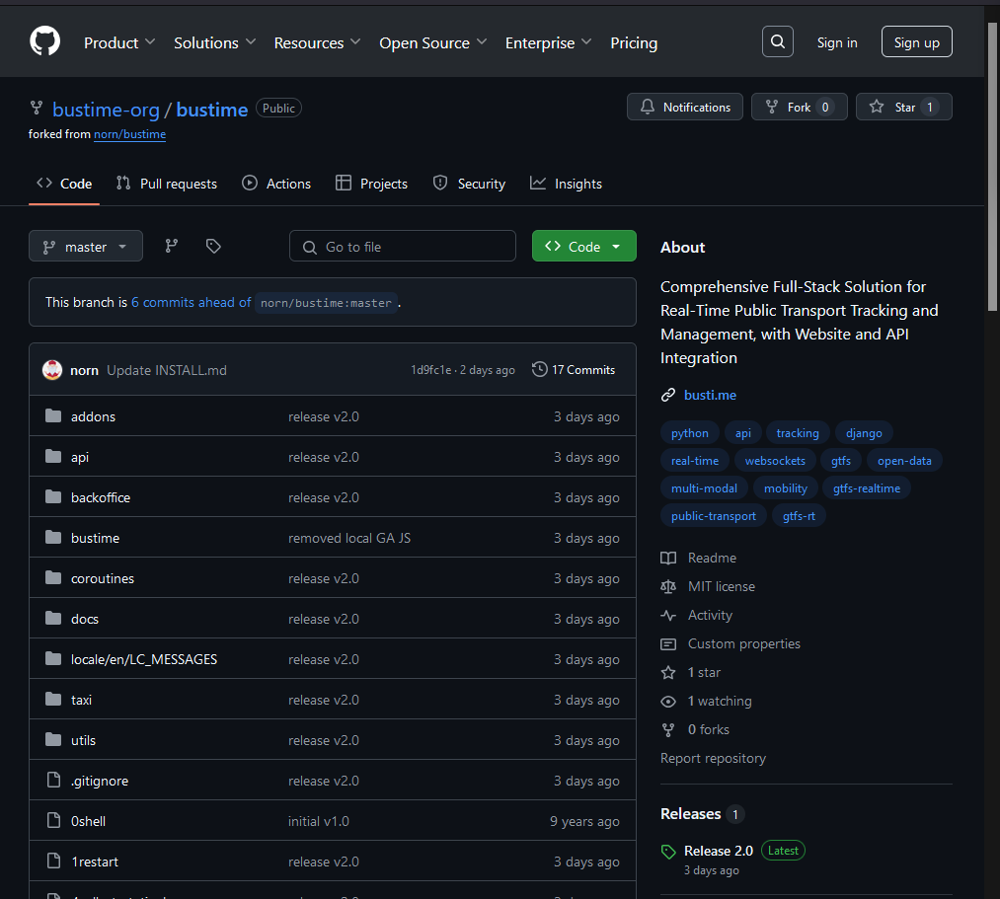 Product Solutions Resources Open Source Enterprise Pricing Sign in Sign up
bustime-org / bustime Public Notifications Fork 0 Star 1
forked from norn/bustime
Code Pull requests Actions Projects Security Insights
master Go to file Code
This branch is 6 commits ahead of norn/bustime:master .
norn Update INSTALL.md 1d9fc1e · 2 days ago 17 Commits
addons release v2.0 3 days ago
api release v2.0 3 days ago
backoffice release v2.0 3 days ago
bustime removed local GA JS 3 days ago
coroutines release v2.0 3 days ago
docs release v2.0 3 days ago
locale/en/LC_MESSAGES release v2.0 3 days ago
taxi release v2.0 3 days ago
utils release v2.0 3 days ago
.gitignore release v2.0 3 days ago
0shell initial v1.0 9 years ago
1restart release v2.0 3 days ago
About
Comprehensive Full-Stack Solution for
Real-Time Public Transport Tracking and
Management, with Website and API
Integration
busti.me
python api tracking django
real-time websockets gtfs open-data
multi-modal mobility gtfs-realtime
public-transport gtfs-rt
Readme
MIT license
Activity
Custom properties
1 star
1 watching
0 forks
Report repository
Releases 1
Release 2.0 Latest
3 days ago